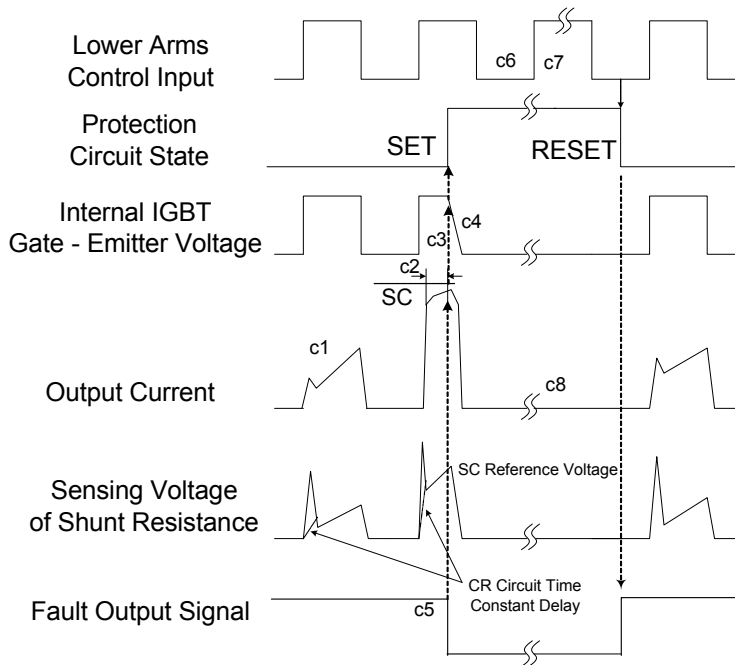 Lower Arms
Control Input
c6
c7
Protection
Circuit State
SET
RESET
Internal IGBT
Gate - Emitter Voltage
c4
c3
c2
SC
c1
Output Current
c8
SC Reference Voltage
Sensing Voltage
of Shunt Resistance
CR Circuit Time
Constant Delay
Fault Output Signal
c5